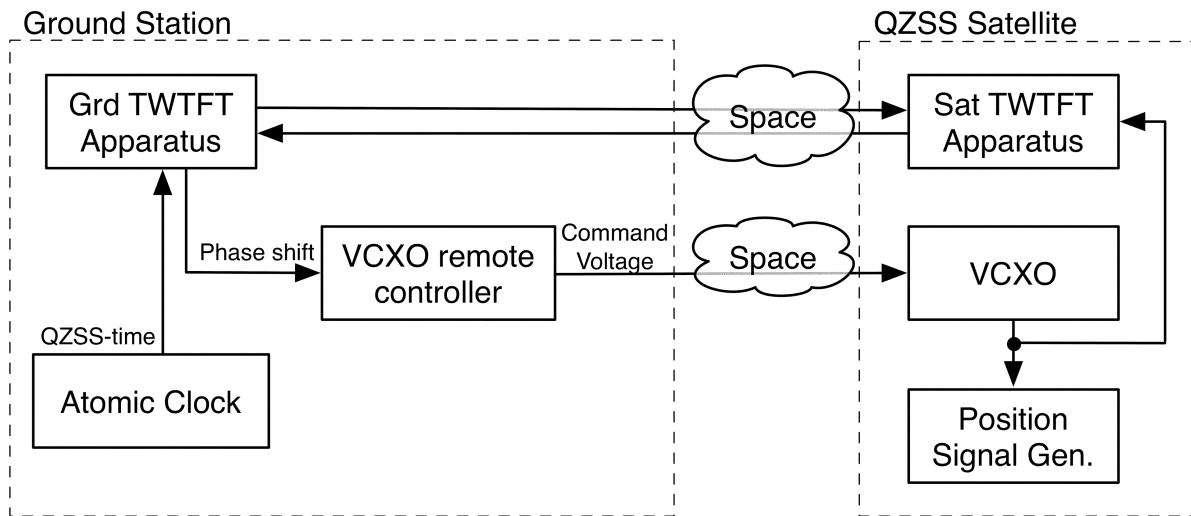 Ground Station
QZSS Satellite
Grd TWTFT
Apparatus
Space
Sat TWTFT
Apparatus
Phase shift
VCXO remote
controller
Command
Voltage
Space
VCXO
QZSS-time
Atomic Clock
Position
Signal Gen.